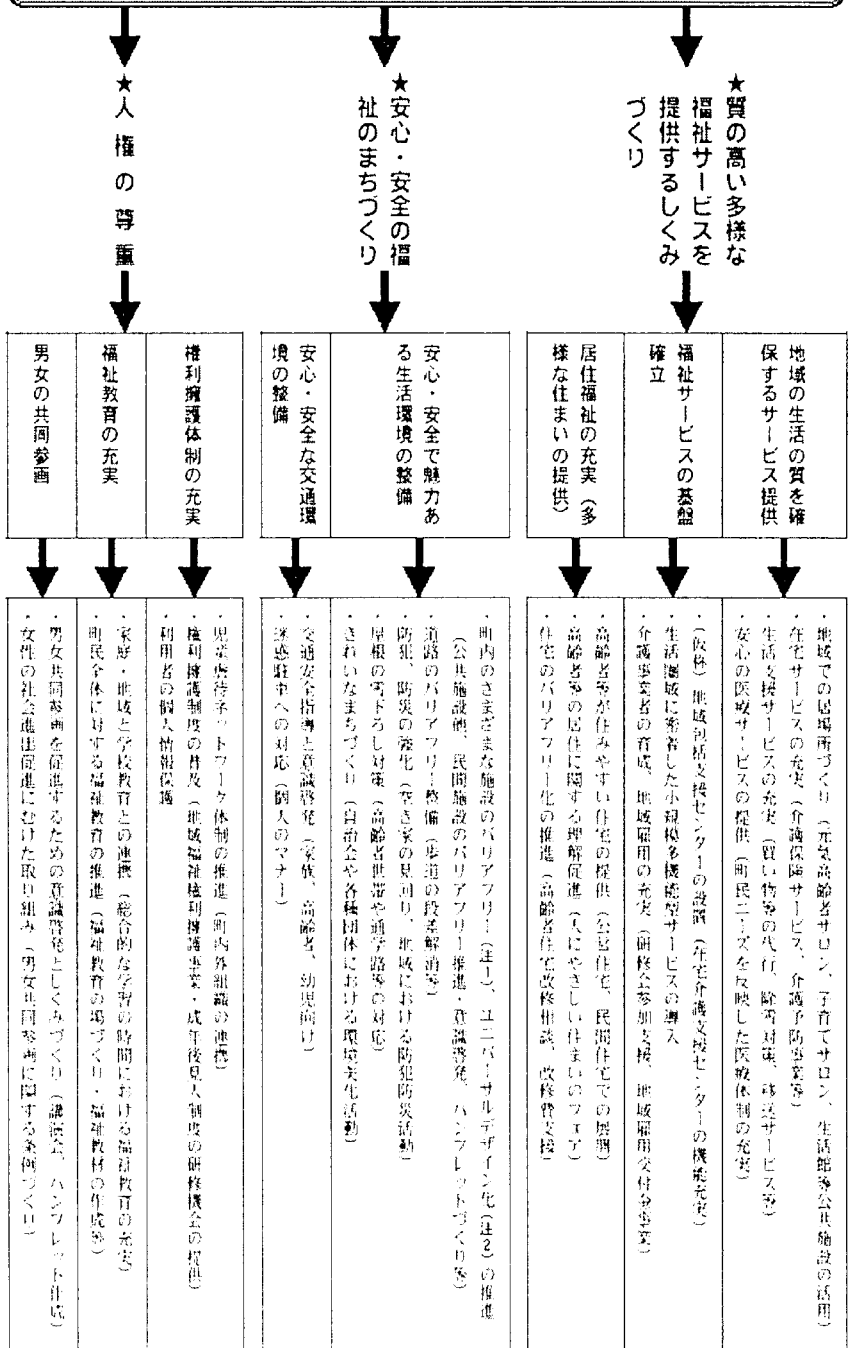 ★質の高い多様な
福祉サービスを
提供するしくみ
づくり
地域の生活の質を確
保するサービス提供
・地域での居場所づくり（元気高齢者サロン、子育てサロン、生活館等公共施設の活用）
・在宅サービスの充実（介護保険サービス、介護予防事業等）
・生活支援サービスの充実（買い物等の代行、除雪対策、移送サービス等）
・安心の医療サービスの提供（町民ニーズを反映した医療体制の充実）
福祉サービスの基盤
確立
・（仮称）地域包括支援センターの設置（在宅介護支援センターの機能充実）
・生活圏域に密着した小規模多機能型サービスの導入
・介護事業者の育成、地域雇用の充実（研修会参加支援、地域雇用交付金事業）
居住福祉の充実（多
様な住まいの提供）
・高齢者等が住みやすい住宅の提供（公営住宅、民間住宅での展開）
・高齢者等の居住に関する理解促進（人にやさしい住まいのフェア）
・住宅のバリアフリー化の推進（高齢者住宅改修相談、改修費支援）
★安心・安全の福
祉のまちづくり
安心・安全で魅力あ
る生活環境の整備
・町内のさまざまな施設のバリアフリー（注1）、ユニバーサルデザイン化（注2）の推進
（公共施設他、民間施設のバリアフリー推進・意識啓発、パンフレットづくり等）
・道路のバリアフリー整備（歩道の段差解消等）
・防犯、防災の強化（空き家の見回り、地域における防犯防災活動）
・屋根の雪下ろし対策（高齢者世帯や通学路等の対応）
・きれいなまちづくり（自治会や各種団体における環境美化活動）
安心・安全な交通環
境の整備
・交通安全指導と意識啓発（家族、高齢者、幼児向け）
・迷惑駐車への対応（個人のマナー）
★人権の尊重
権利擁護体制の充実
・児童虐待ネットワーク体制の推進（町内外組織の連携）
・権利擁護制度の普及（地域福祉権利擁護事業・成年後見人制度の研修機会の提供）
・利用者の個人情報保護
福祉教育の充実
・家庭・地域と学校教育との連携（総合的な学習の時間における福祉教育の充実）
・町民全体に対する福祉教育の推進（福祉教育の場づくり・福祉教材の作成等）
男女の共同参画
・男女共同参画を促進するための意識啓発としくみづくり（講演会、パンフレット作成）
・女性の社会進出促進にむけた取り組み（男女共同参画に関する条例づくり）